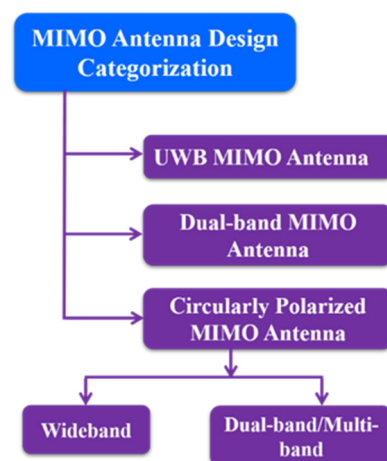 MIMO Antenna Design
Categorization
UWB MIMO Antenna
Dual-band MIMO
Antenna
Circularly Polarized
MIMO Antenna
Wideband
Dual-band/Multi-
band